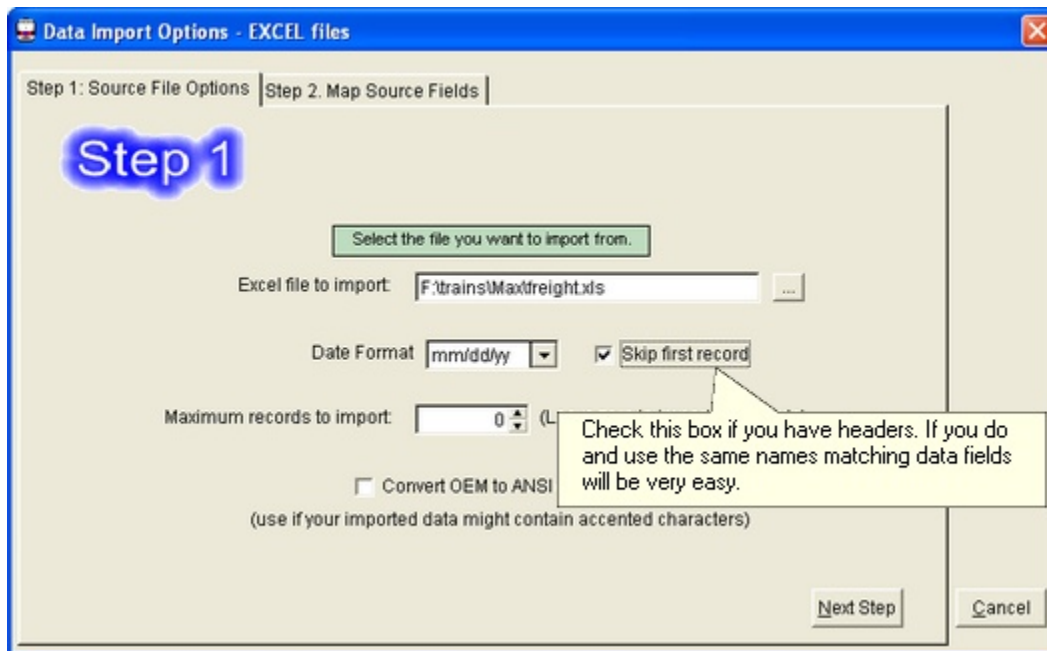 Data Import Options - EXCEL files
Step 1: Source File Options
Step 2. Map Source Fields
Step 1
Select the file you want to import from.
Excel file to import:
F:\trains\Max\freight.xls
...
Date Format
mm/dd/yy
Skip first record
Maximum records to import:
0
(L
Check this box if you have headers. If you do
and use the same names matching data fields
will be very easy.
Convert OEM to ANSI
(use if your imported data might contain accented characters)
Next Step
Cancel